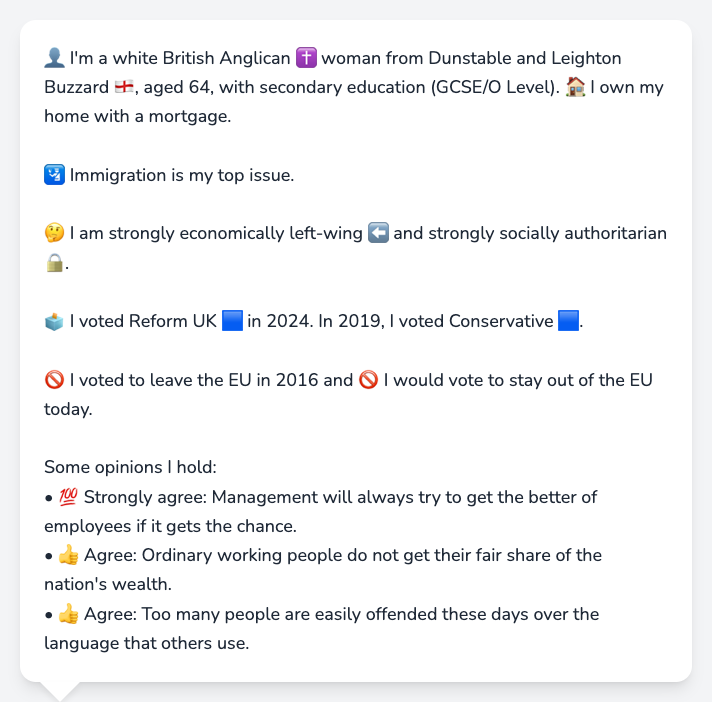 👤 I'm a white British Anglican ✝️ woman from Dunstable and Leighton
Buzzard 🏴󠁧󠁢󠁥󠁮󠁧󠁿, aged 64, with secondary education (GCSE/O Level). 🏠 I own my
home with a mortgage.
🛂 Immigration is my top issue.
🤔 I am strongly economically left-wing ⬅️ and strongly socially authoritarian
🔒.
🗳️ I voted Reform UK 🟦 in 2024. In 2019, I voted Conservative 🟦.
🚫 I voted to leave the EU in 2016 and 🚫 I would vote to stay out of the EU
today.
Some opinions I hold:
• 💯 Strongly agree: Management will always try to get the better of
employees if it gets the chance.
• 👍 Agree: Ordinary working people do not get their fair share of the
nation's wealth.
• 👍 Agree: Too many people are easily offended these days over the
language that others use.